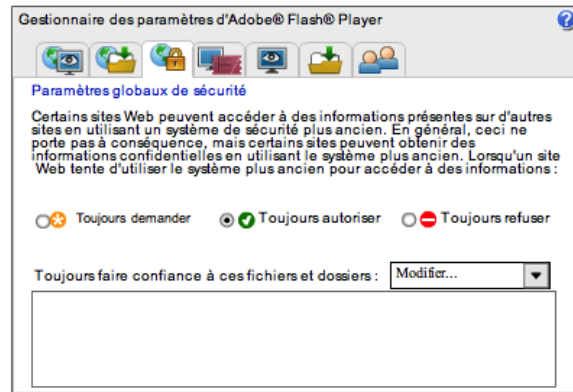 Gestionnaire des paramètres d'Adobe® Flash® Player
?
Paramètres globaux de sécurité
Certains sites Web peuvent accéder à des informations présentes sur d'autres
sites en utilisant un système de sécurité plus ancien. En général, ceci ne
porte pas à conséquence, mais certains sites peuvent obtenir des
informations confidentielles en utilisant le système plus ancien. Lorsqu'un site
Web tente d'utiliser le système plus ancien pour accéder à des informations :
Toujours demander Toujours autoriser Toujours refuser
Toujours faire confiance à ces fichiers et dossiers : Modifier...